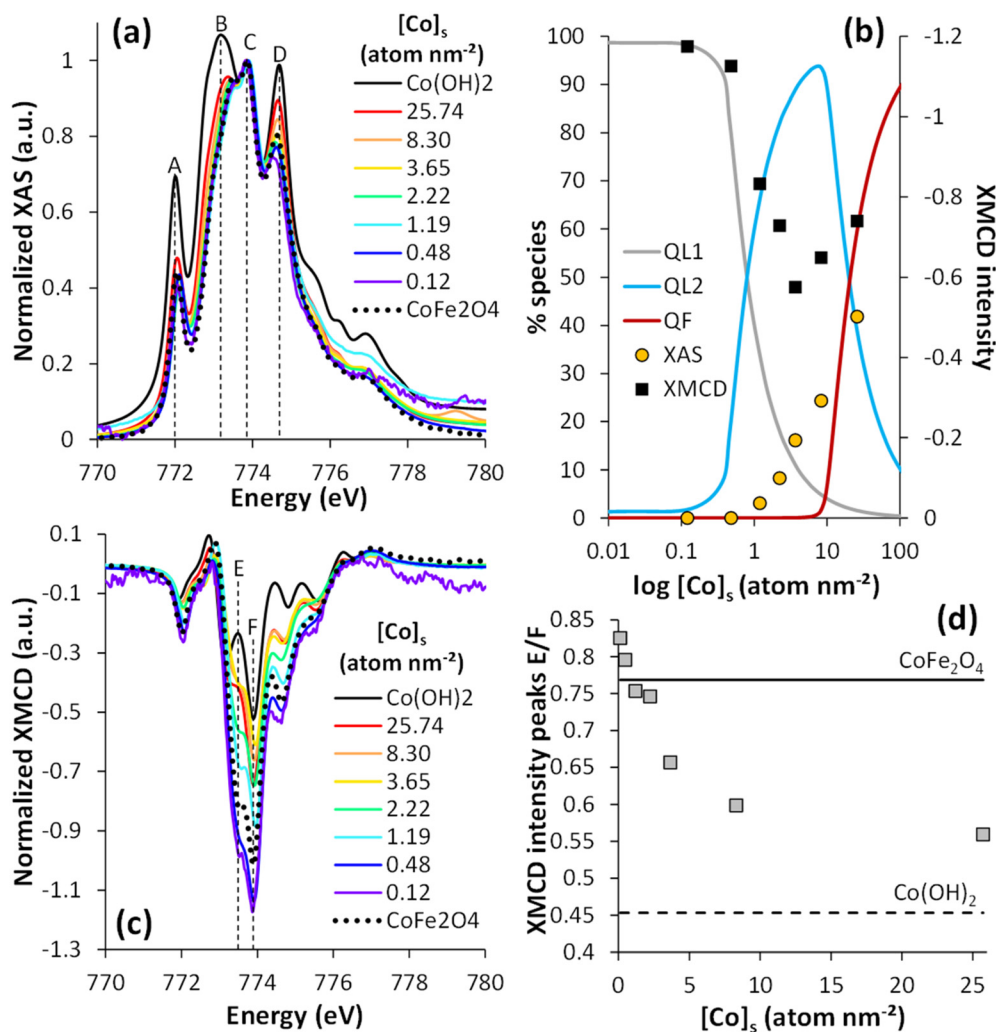 (a)
A
B
C
D
[Co]s
(atom nm-2)
Co(OH)2
25.74
8.30
3.65
2.22
1.19
0.48
0.12
CoFe2O4
Normalized XAS (a.u.)
1
0.8
0.6
0.4
0.2
0
770 772 774 776 778 780
Energy (eV)
(b)
% species
100
90
80
70
60
50
40
30
20
10
0
QL1
QL2
QF
XAS
XMCD
-1.2
-1
-0.8
-0.6
-0.4
-0.2
0
XMCD intensity
0.01 0.1 1 10 100
log [Co]s (atom nm-2)
(c)
Normalized XMCD (a.u.)
0.1
-0.1
-0.3
-0.5
-0.7
-0.9
-1.1
-1.3
E
F
[Co]s
(atom nm-2)
Co(OH)2
25.74
8.30
3.65
2.22
1.19
0.48
0.12
CoFe2O4
770 772 774 776 778 780
Energy (eV)
(d)
XMCD intensity peaks E/F
0.85
0.8
0.75
0.7
0.65
0.6
0.55
0.5
0.45
0.4
CoFe₂O₄
Co(OH)₂
0 5 10 15 20 25
[Co]s (atom nm-2)